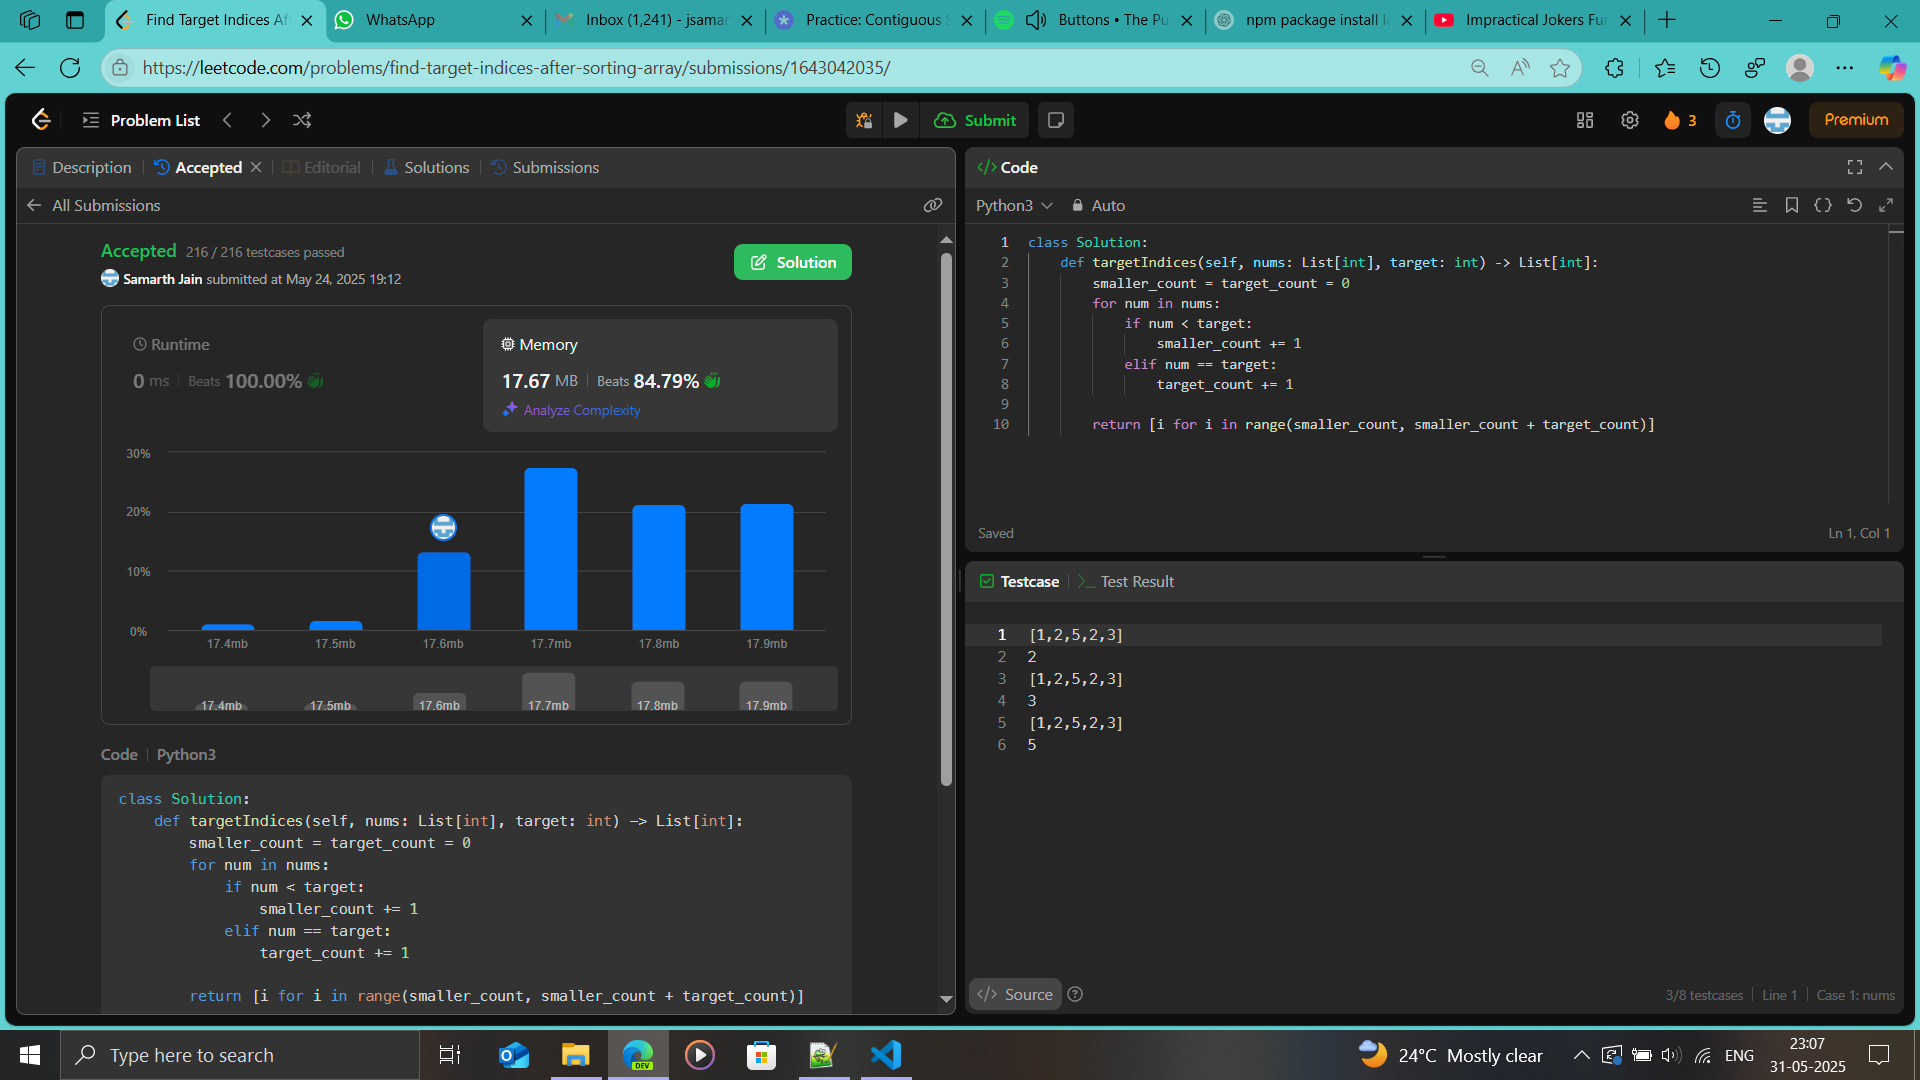 Find Target Indices Af
WhatsApp
Inbox (1,241) - jsamar
Practice: Contiguous S
Buttons • The Pu
npm package install lo
Impractical Jokers Fu
https://leetcode.com/problems/find-target-indices-after-sorting-array/submissions/1643042035/
Problem List
Submit
3
Premium
Description
Accepted
Editorial
Solutions
Submissions
All Submissions
Accepted 216 / 216 testcases passed
Samarth Jain submitted at May 24, 2025 19:12
Solution
Runtime
0 ms Beats 100.00%
Memory
17.67 MB Beats 84.79%
Analyze Complexity
30%
20%
10%
0%
17.4mb 17.5mb 17.6mb 17.7mb 17.8mb 17.9mb
17.4mb 17.5mb 17.6mb 17.7mb 17.8mb 17.9mb
Code Python3
class Solution:
    def targetIndices(self, nums: List[int], target: int) -> List[int]:
        smaller_count = target_count = 0
        for num in nums:
            if num < target:
                smaller_count += 1
            elif num == target:
                target_count += 1
        return [i for i in range(smaller_count, smaller_count + target_count)]
</> Code
Python3 Auto
1 class Solution:
2     def targetIndices(self, nums: List[int], target: int) -> List[int]:
3         smaller_count = target_count = 0
4         for num in nums:
5             if num < target:
6                 smaller_count += 1
7             elif num == target:
8                 target_count += 1
9
10         return [i for i in range(smaller_count, smaller_count + target_count)]
Saved
Ln 1, Col 1
Testcase
>_ Test Result
1 [1,2,5,2,3]
2 2
3 [1,2,5,2,3]
4 3
5 [1,2,5,2,3]
6 5
</> Source
3/8 testcases Line 1 Case 1: nums
Type here to search
DEV
24°C Mostly clear
ENG
23:07
31-05-2025